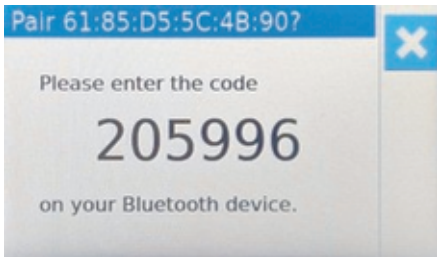 Pair 61:85:D5:5C:4B:90?
Please enter the code
205996
on your Bluetooth device.